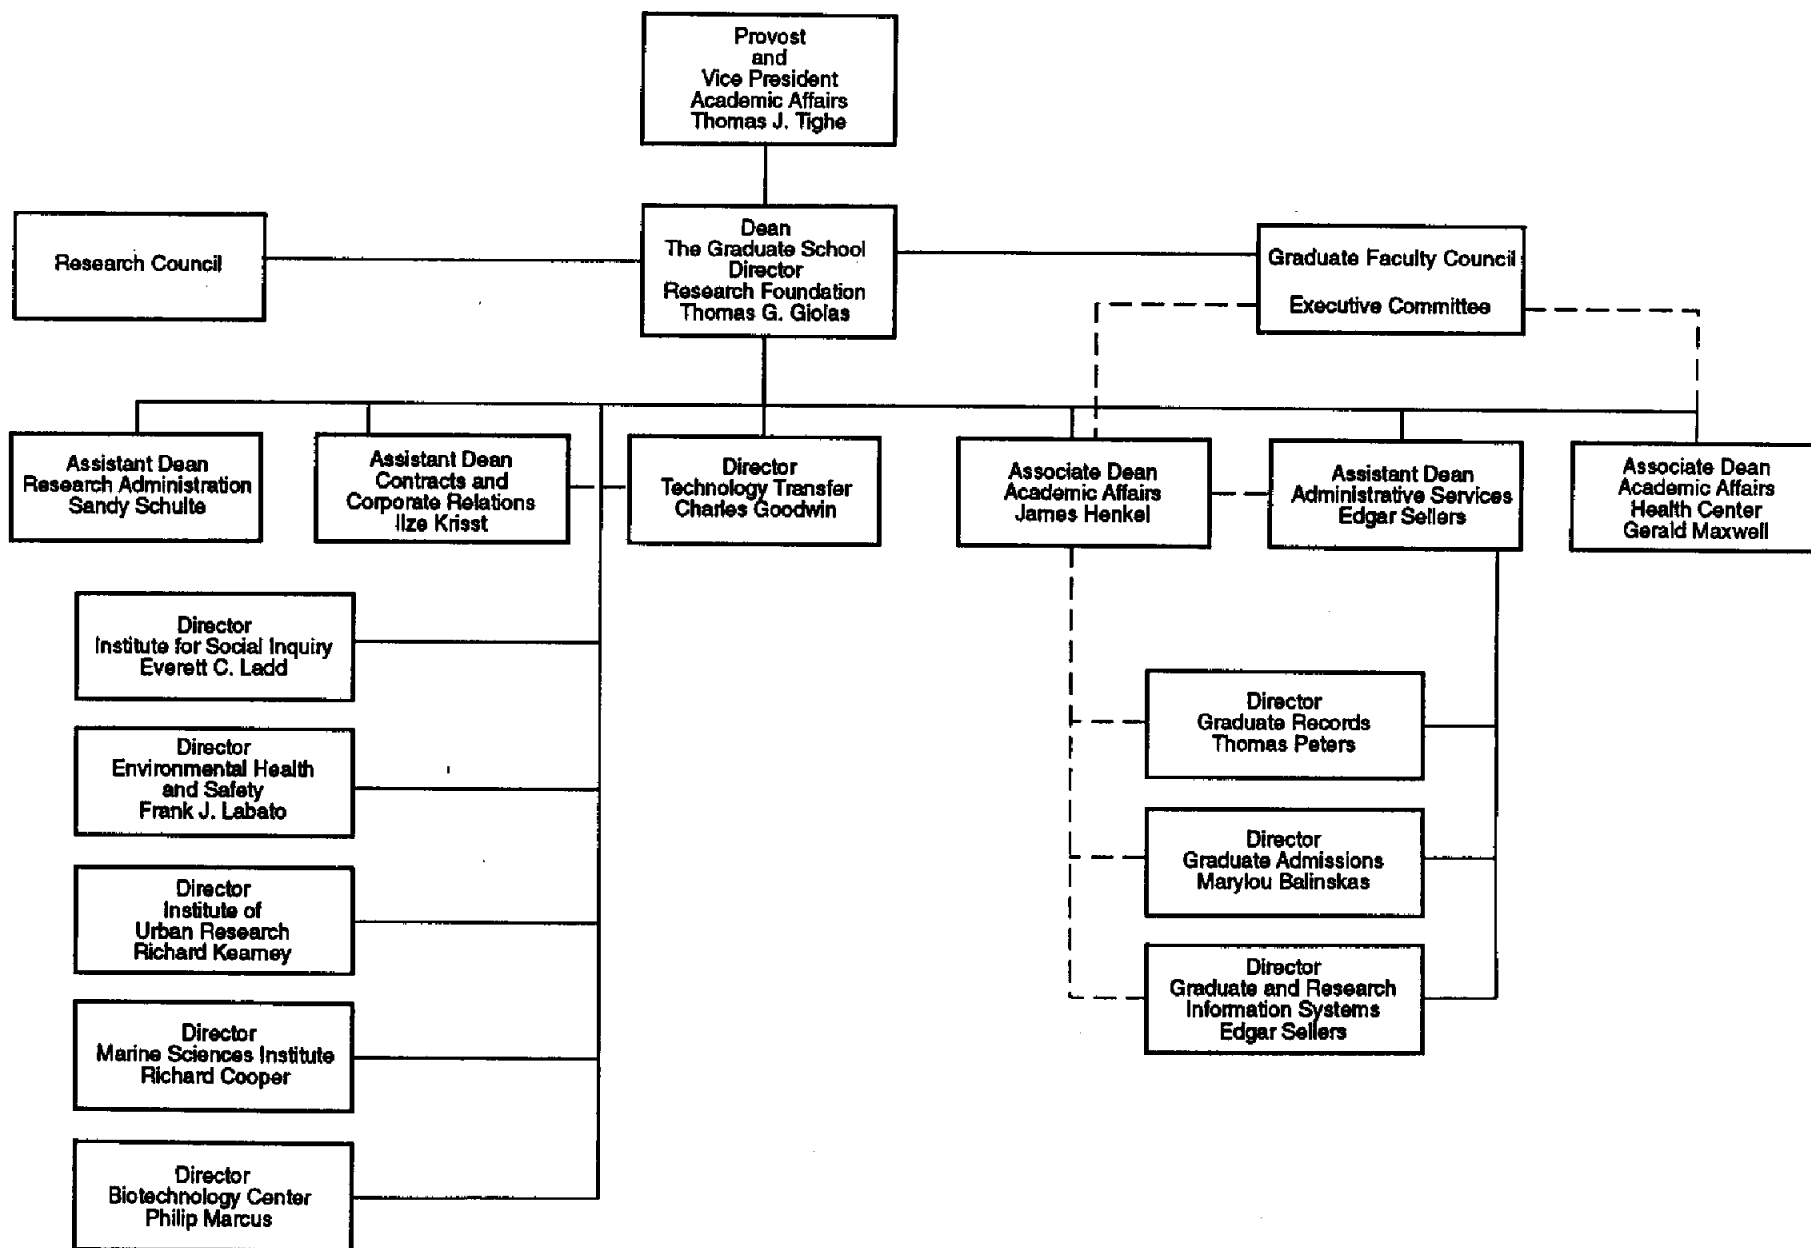 Provost
and
Vice President
Academic Affairs
Thomas J. Tighe
Research Council
Dean
The Graduate School
Director
Research Foundation
Thomas G. Giolas
Graduate Faculty Council
Executive Committee
Assistant Dean
Research Administration
Sandy Schulte
Assistant Dean
Contracts and
Corporate Relations
Ilze Krisst
Director
Technology Transfer
Charles Goodwin
Associate Dean
Academic Affairs
James Henkel
Assistant Dean
Administrative Services
Edgar Sellers
Associate Dean
Academic Affairs
Health Center
Gerald Maxwell
Director
Institute for Social Inquiry
Everett C. Ladd
Director
Environmental Health
and Safety
Frank J. Labato
Director
Institute of
Urban Research
Richard Kearney
Director
Marine Sciences Institute
Richard Cooper
Director
Biotechnology Center
Philip Marcus
Director
Graduate Records
Thomas Peters
Director
Graduate Admissions
Marylou Balinskas
Director
Graduate and Research
Information Systems
Edgar Sellers